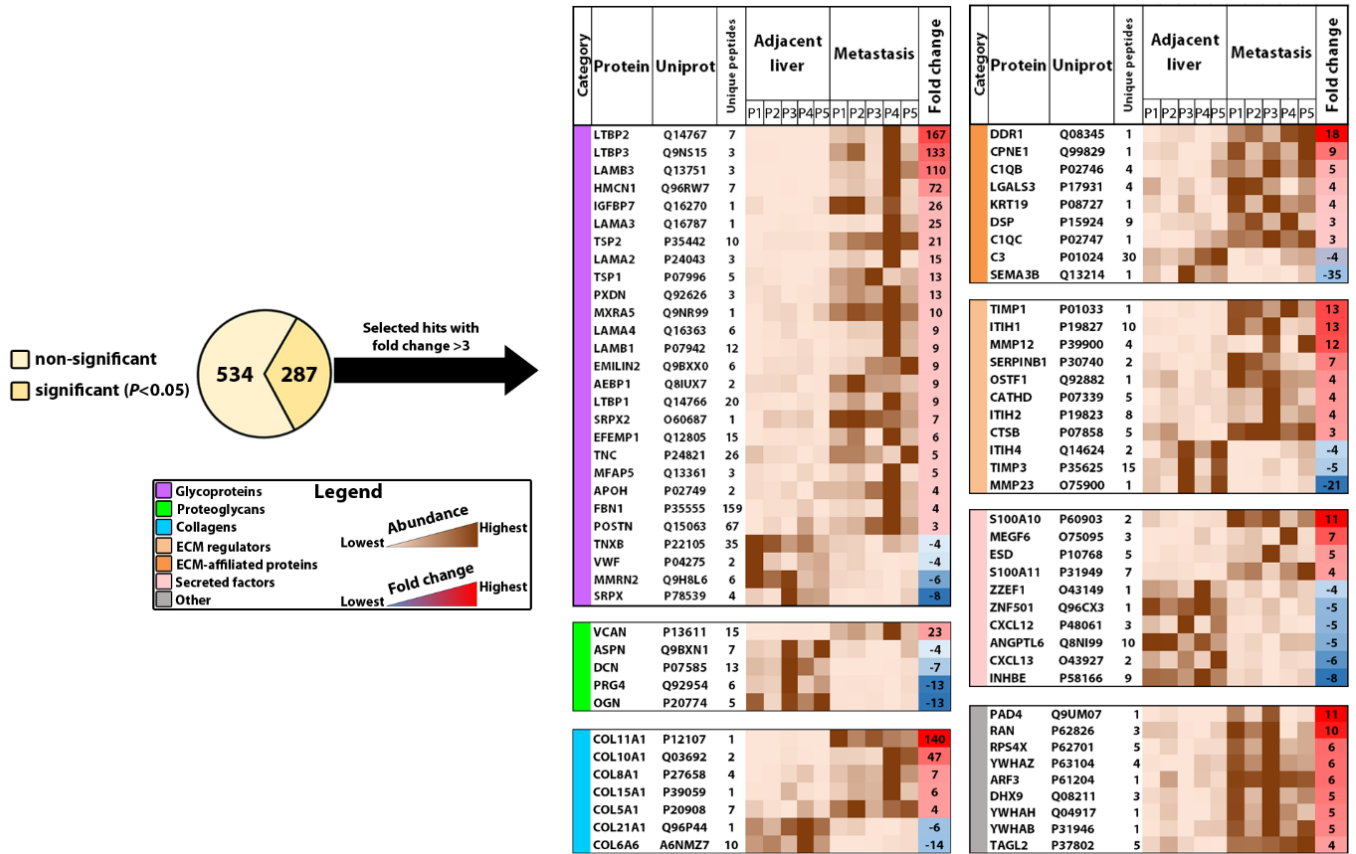 non-significant
significant (P<0.05)
534
287
Selected hits with
fold change >3
Legend
Glycoproteins
Proteoglycans
Collagens
ECM regulators
ECM-affiliated proteins
Secreted factors
Other
Abundance
Lowest Highest
Fold change
Lowest Highest
Category Protein Uniprot Unique peptides Adjacent liver Metastasis Fold change
P1 P2 P3 P4 P5 P1 P2 P3 P4 P5
LTBP2 Q14767 7 167
LTBP3 Q9NS15 3 133
LAMB3 Q13751 3 110
HMCN1 Q96RW7 7 72
IGFBP7 Q16270 1 26
LAMA3 Q16787 1 25
TSP2 P35442 10 21
LAMA2 P24043 3 15
TSP1 P07996 5 13
PXDN Q92626 3 13
MXRA5 Q9NR99 1 10
LAMA4 Q16363 6 9
LAMB1 P07942 12 9
EMILIN2 Q9BXX0 6 9
AEBP1 Q8IUX7 2 9
LTBP1 Q14766 20 9
SRPX2 O60687 1 7
EFEMP1 Q12805 15 6
TNC P24821 26 5
MFAP5 Q13361 3 5
APOH P02749 2 4
FBN1 P35555 159 4
POSTN Q15063 67 3
TNXB P22105 35 -4
VWF P04275 2 -4
MMRN2 Q9H8L6 6 -6
SRPX P78539 4 -8
VCAN P13611 15 23
ASPN Q9BXN1 7 -4
DCN P07585 13 -7
PRG4 Q92954 6 -13
OGN P20774 5 -13
COL11A1 P12107 1 140
COL10A1 Q03692 2 47
COL8A1 P27658 4 7
COL15A1 P39059 1 6
COL5A1 P20908 7 4
COL21A1 Q96P44 1 -6
COL6A6 A6NMZ7 10 -14
Category Protein Uniprot Unique peptides Adjacent liver Metastasis Fold change
P1 P2 P3 P4 P5 P1 P2 P3 P4 P5
DDR1 Q08345 1 18
CPNE1 Q99829 1 9
C1QB P02746 4 5
LGALS3 P17931 4 4
KRT19 P08727 1 4
DSP P15924 9 3
C1QC P02747 1 3
C3 P01024 30 -4
SEMA3B Q13214 1 -35
TIMP1 P01033 1 13
ITIH1 P19827 10 13
MMP12 P39900 4 12
SERPINB1 P30740 2 7
OSTF1 Q92882 1 4
CATHD P07339 5 4
ITIH2 P19823 8 4
CTSB P07858 5 3
ITIH4 Q14624 2 -4
TIMP3 P35625 15 -5
MMP23 O75900 1 -21
S100A10 P60903 2 11
MEGF6 O75095 3 7
ESD P10768 5 5
S100A11 P31949 7 4
ZZEF1 O43149 1 -4
ZNF501 Q96CX3 1 -5
CXCL12 P48061 3 -5
ANGPTL6 Q8NI99 10 -5
CXCL13 O43927 2 -6
INHBE P58166 9 -8
PAD4 Q9UM07 1 11
RAN P62826 3 10
RPS4X P62701 5 6
YWHAZ P63104 4 6
ARF3 P61204 1 6
DHX9 Q08211 3 5
YWHAH Q04917 1 5
YWHAB P31946 1 5
TAGL2 P37802 5 4